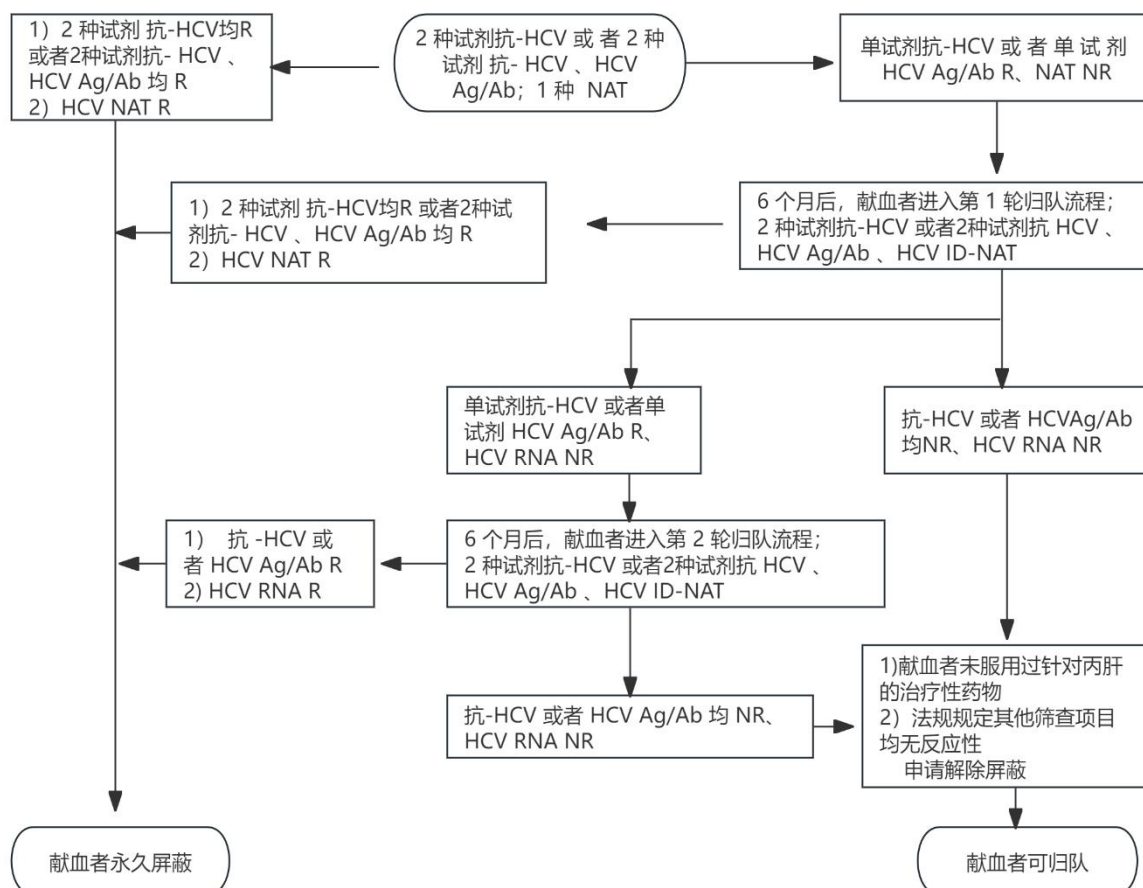 1）2 种试剂 抗-HCV均R
或者2种试剂抗- HCV 、
HCV Ag/Ab 均 R
2）HCV NAT R
2 种试剂抗-HCV 或 者 2 种
试剂 抗- HCV 、HCV
Ag/Ab；1 种 NAT
单试剂抗-HCV 或 者 单 试 剂
HCV Ag/Ab R、NAT NR
1）2 种试剂 抗-HCV均R 或者2种试
剂抗- HCV 、HCV Ag/Ab 均 R
2）HCV NAT R
6 个月后，献血者进入第 1 轮归队流程；
2 种试剂抗-HCV 或者2种试剂抗 HCV 、
HCV Ag/Ab 、HCV ID-NAT
单试剂抗-HCV 或者单
试剂 HCV Ag/Ab R、
HCV RNA NR
抗-HCV 或者 HCVAg/Ab
均NR、HCV RNA NR
1） 抗 -HCV 或
者 HCV Ag/Ab R
2) HCV RNA R
6 个月后，献血者进入第 2 轮归队流程；
2 种试剂抗-HCV 或者2种试剂抗 HCV 、
HCV Ag/Ab 、HCV ID-NAT
抗-HCV 或者 HCV Ag/Ab 均 NR、
HCV RNA NR
1)献血者未服用过针对丙肝
的治疗性药物
2）法规规定其他筛查项目
均无反应性
申请解除屏蔽
献血者永久屏蔽
献血者可归队